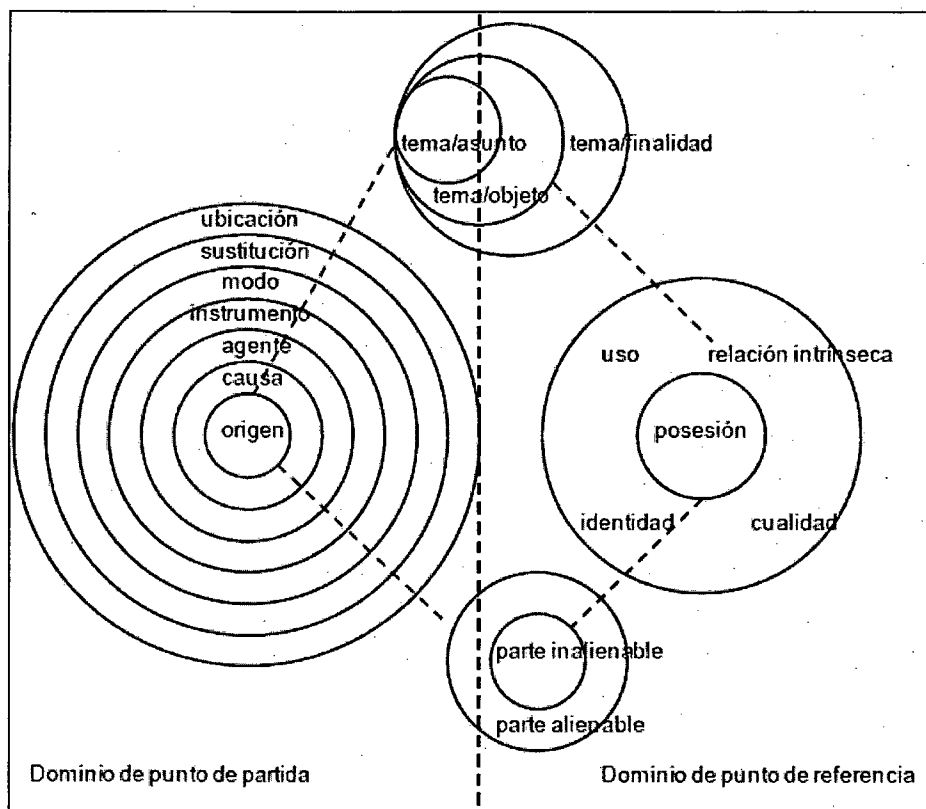 tema/asunto
tema/finalidad
tema/objeto
ubicación
sustitución
modo
instrumento
agente
causa
origen
uso
relación intrínseca
posesión
identidad
cualidad
parte inalienable
parte alienable
Dominio de punto de partida
Dominio de punto de referencia